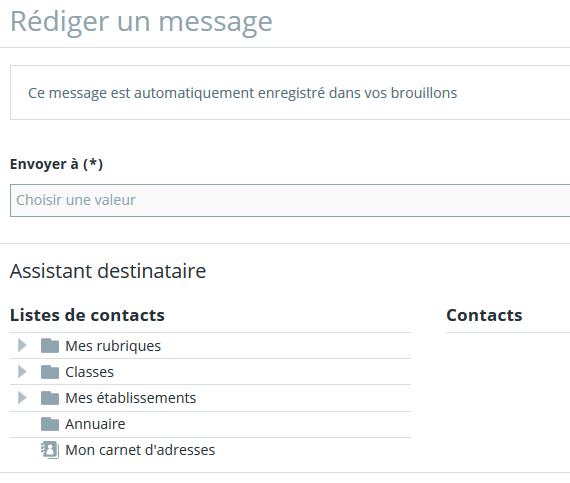 Rédiger un message
Ce message est automatiquement enregistré dans vos brouillons
Envoyer à (*)
Choisir une valeur
Assistant destinataire
Listes de contacts
Contacts
Mes rubriques
Classes
Mes établissements
Annuaire
Mon carnet d'adresses